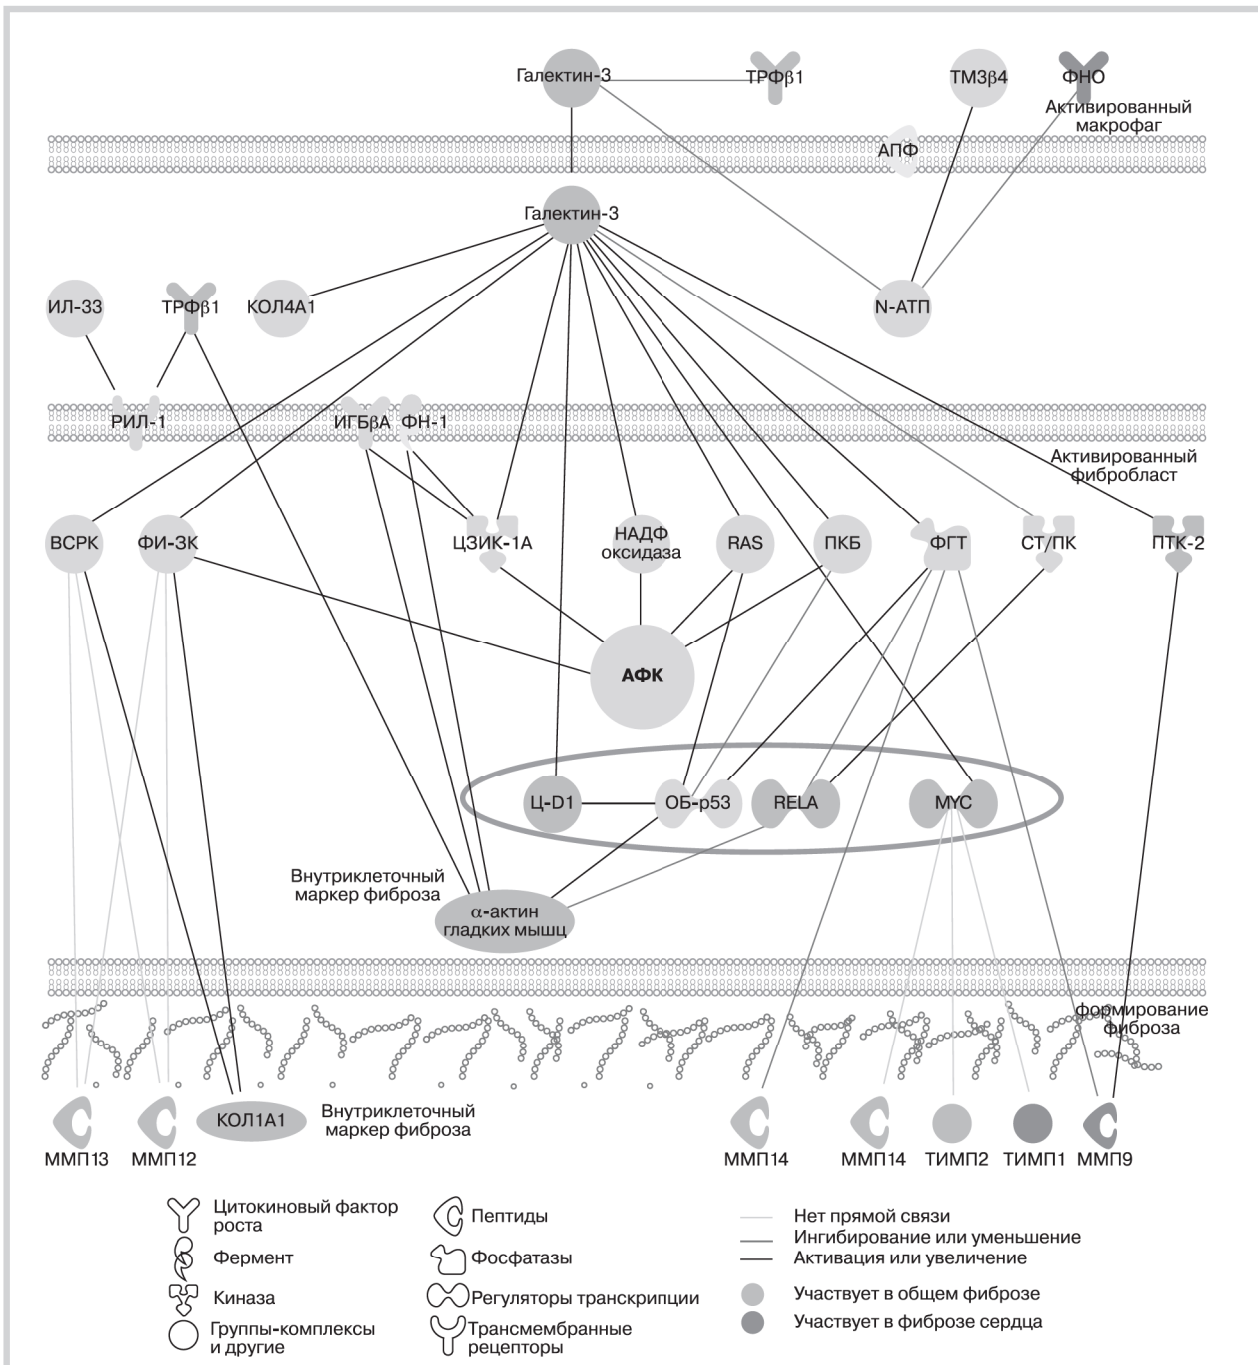 Галектин-3
ТРФβ1
ТМЗβ4
ФНО
Активированный
макрофаг
АПФ
Галектин-3
ИЛ-33
ТРФβ1
КОЛ4А1
N-АТП
РИЛ-1
ИГБβА
ФН-1
Активированный
фибробласт
ВСРК
ФИ-3К
ЦЗИК-1А
НАДФ
оксидаза
RAS
ПКБ
ФГТ
СТ/ПК
ПТК-2
АФК
Ц-D1
ОБ-р53
RELA
MYC
Внутриклеточный
маркер фиброза
α-актин
гладких мышц
формирование
фиброза
КОЛ1А1
Внутриклеточный
маркер фиброза
ММП13
ММП12
ММП14
ММП14
ТИМП2
ТИМП1
ММП9
Цитокиновый фактор
роста
Фермент
Киназа
Группы-комплексы
и другие
Пептиды
Фосфатазы
Регуляторы транскрипции
Трансмембранные
рецепторы
Нет прямой связи
Ингибирование или уменьшение
Активация или увеличение
Участвует в общем фиброзе
Участвует в фиброзе сердца